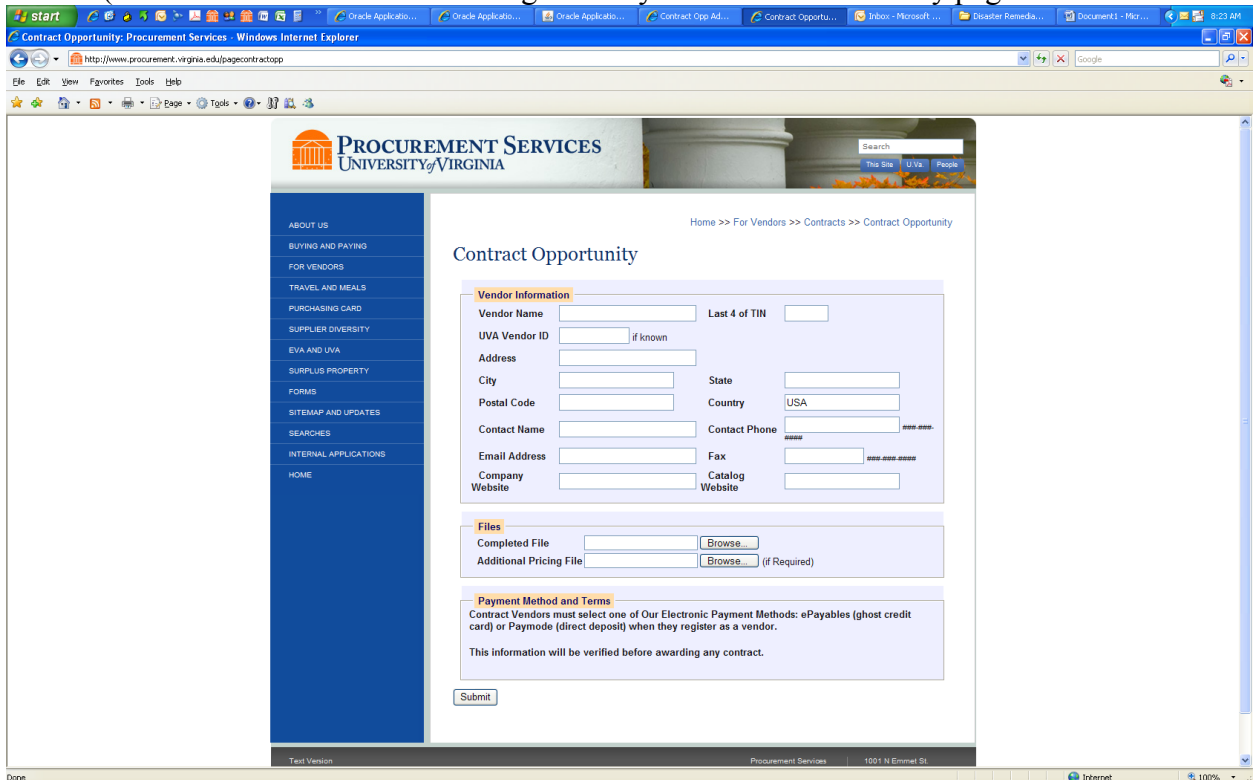 start
Oracle Applicatio...
Oracle Applicatio...
Oracle Applicatio...
Contract Opp Ad...
Contract Opportu...
Inbox - Microsoft ...
Disaster Remedia...
Document1 - Micr...
8:23 AM
Contract Opportunity: Procurement Services - Windows Internet Explorer
http://www.procurement.virginia.edu/pagecontractopp
Google
File Edit View Favorites Tools Help
Page Tools
PROCUREMENT SERVICES
UNIVERSITY of VIRGINIA
Search
This Site U.Va. People
ABOUT US
BUYING AND PAYING
FOR VENDORS
TRAVEL AND MEALS
PURCHASING CARD
SUPPLIER DIVERSITY
EVA AND UVA
SURPLUS PROPERTY
FORMS
SITEMAP AND UPDATES
SEARCHES
INTERNAL APPLICATIONS
HOME
Home >> For Vendors >> Contracts >> Contract Opportunity
Contract Opportunity
Vendor Information
Vendor Name Last 4 of TIN
UVA Vendor ID if known
Address
City State
Postal Code Country USA
Contact Name Contact Phone ###-###-
####
Email Address Fax ###-###-####
Company Catalog
Website Website
Files
Completed File Browse...
Additional Pricing File Browse... (if Required)
Payment Method and Terms
Contract Vendors must select one of Our Electronic Payment Methods: ePayables (ghost credit
card) or Paymode (direct deposit) when they register as a vendor.
This information will be verified before awarding any contract.
Submit
Text Version Procurement Services | 1001 N Emmet St.
Done Internet 100%